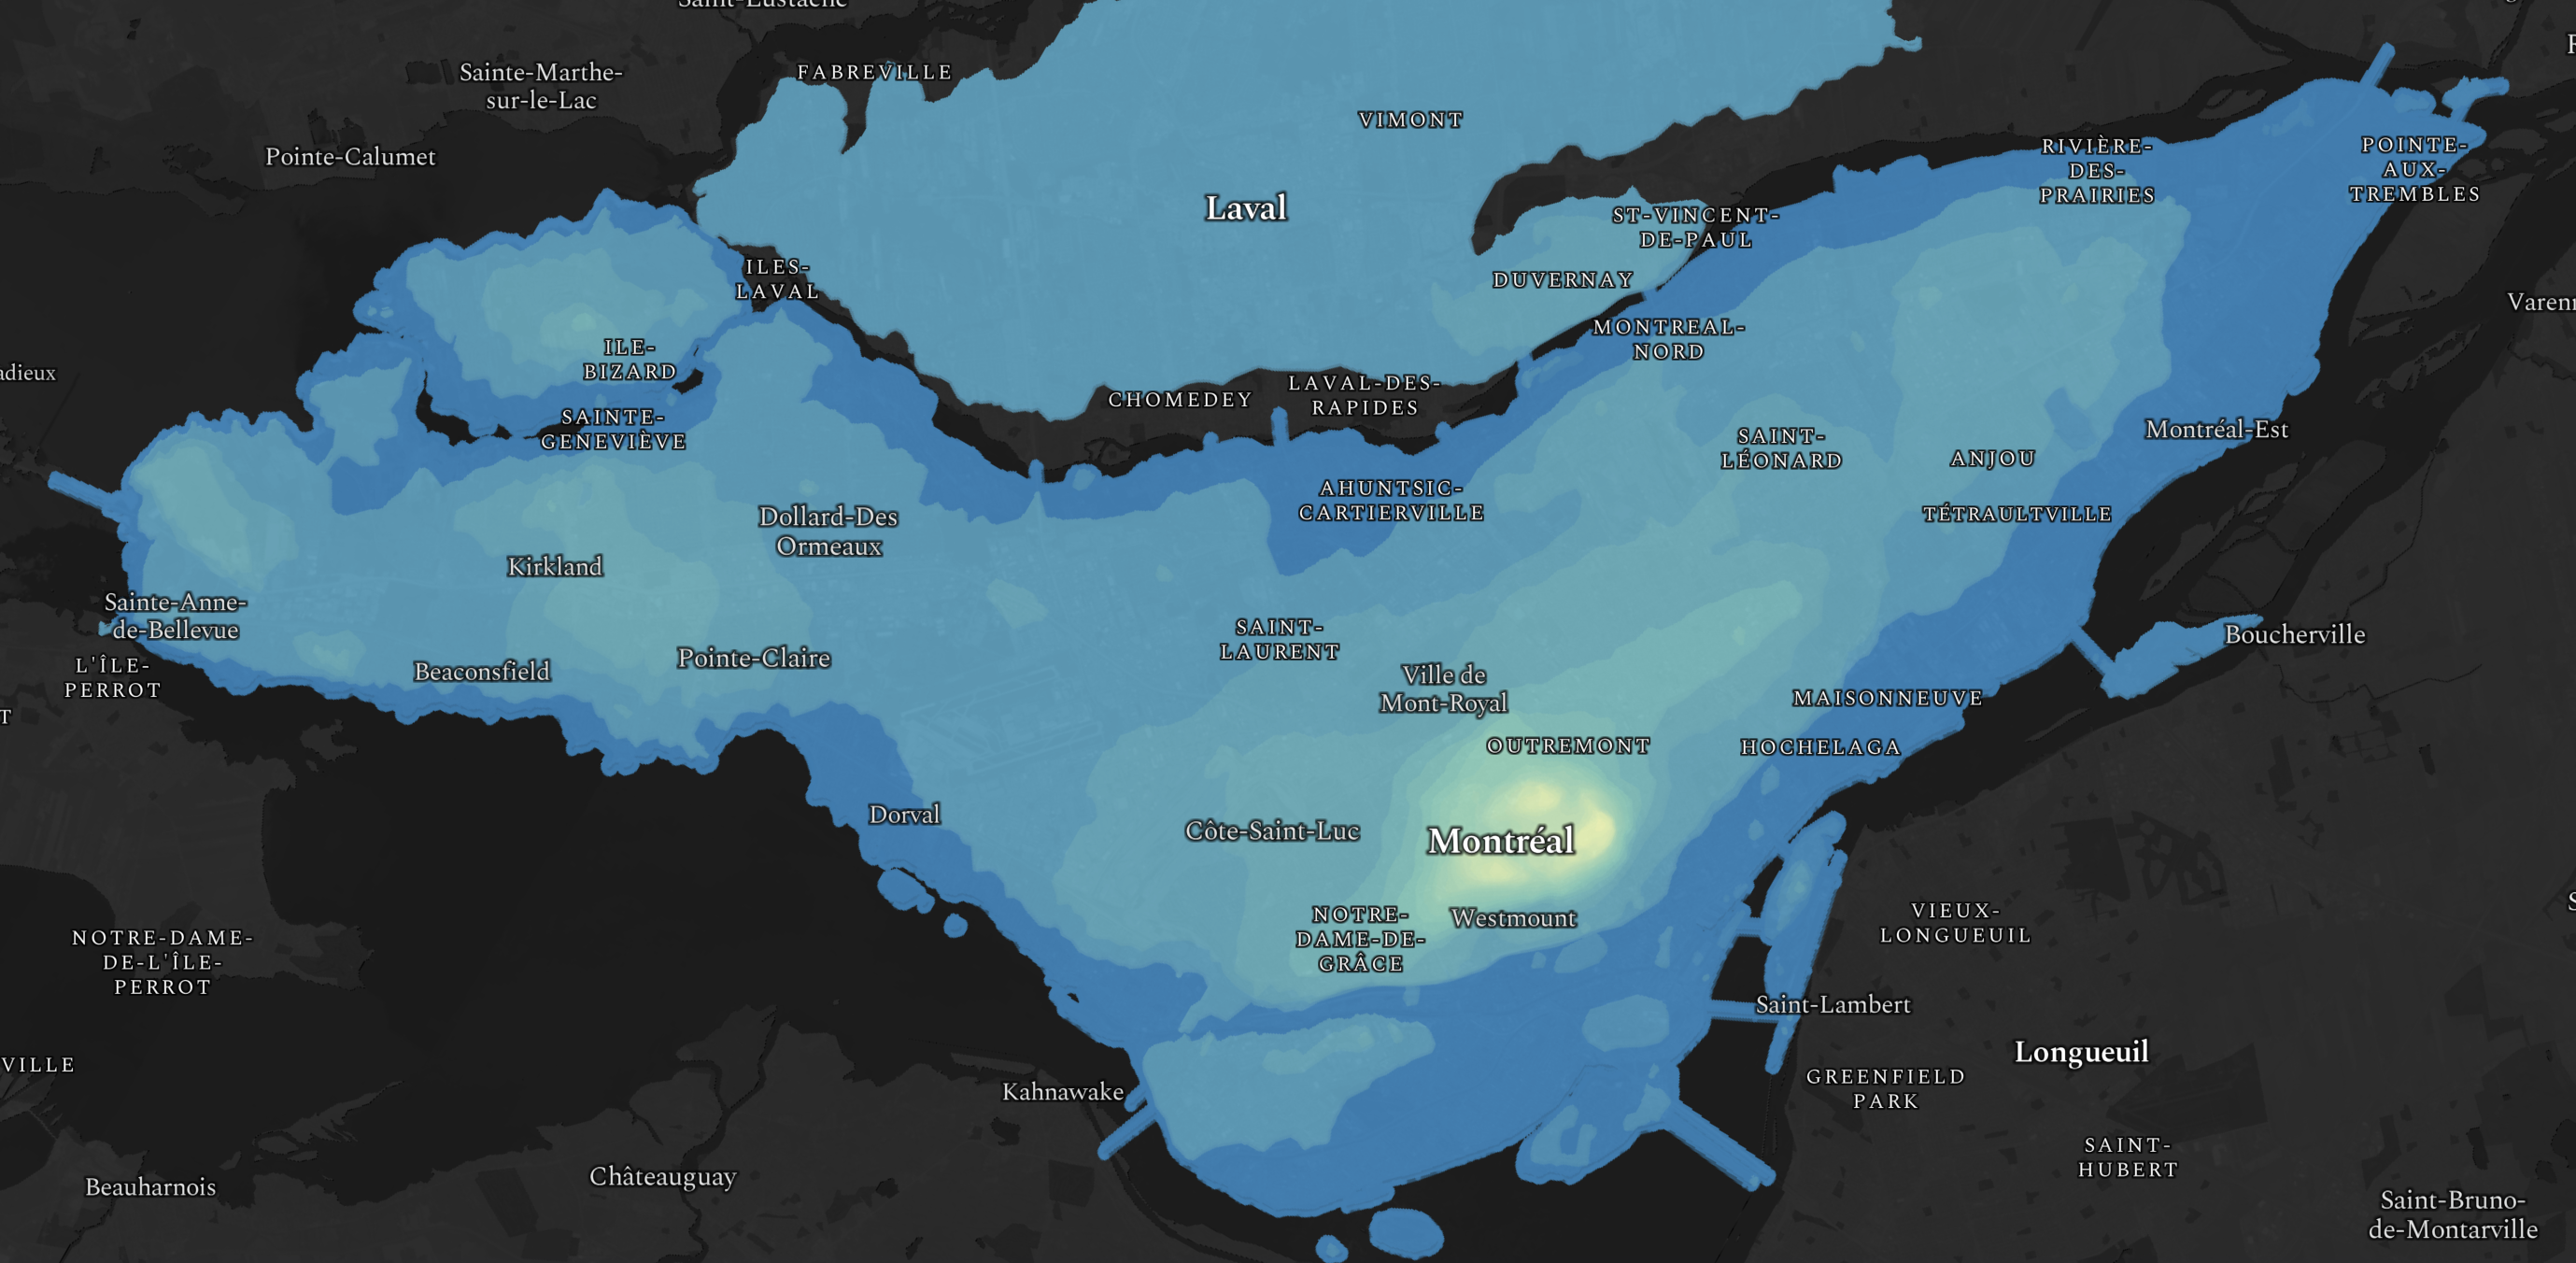 Saint-Eustache
Sainte-Marthe-
sur-le-Lac
FABREVILLE
VIMONT
Pointe-Calumet
Laval
RIVIÈRE-
DES-
PRAIRIES
POINTE-
AUX-
TREMBLES
ST-VINCENT-
DE-PAUL
ILES-
LAVAL
DUVERNAY
MONTREAL-
NORD
ILE-
BIZARD
CHOMEDEY
LAVAL-DES-
RAPIDES
SAINTE-
GENEVIÈVE
SAINT-
LÉONARD
ANJOU
Montréal-Est
AHUNTSIC-
CARTIERVILLE
TÉTRAULTVILLE
Dollard-Des
Ormeaux
Kirkland
Sainte-Anne-
de-Bellevue
L'ÎLE-
PERROT
Beaconsfield
Pointe-Claire
SAINT-
LAURENT
Ville de
Mont-Royal
Boucherville
MAISONNEUVE
OUTREMONT
HOCHELAGA
Dorval
Côte-Saint-Luc
Montréal
NOTRE-
DAME-DE-
GRÂCE
Westmount
VIEUX-
LONGUEUIL
NOTRE-DAME-
DE-L'ÎLE-
PERROT
Saint-Lambert
Longueuil
Kahnawake
GREENFIELD
PARK
Beauharnois
Châteauguay
SAINT-
HUBERT
Saint-Bruno-
de-Montarville